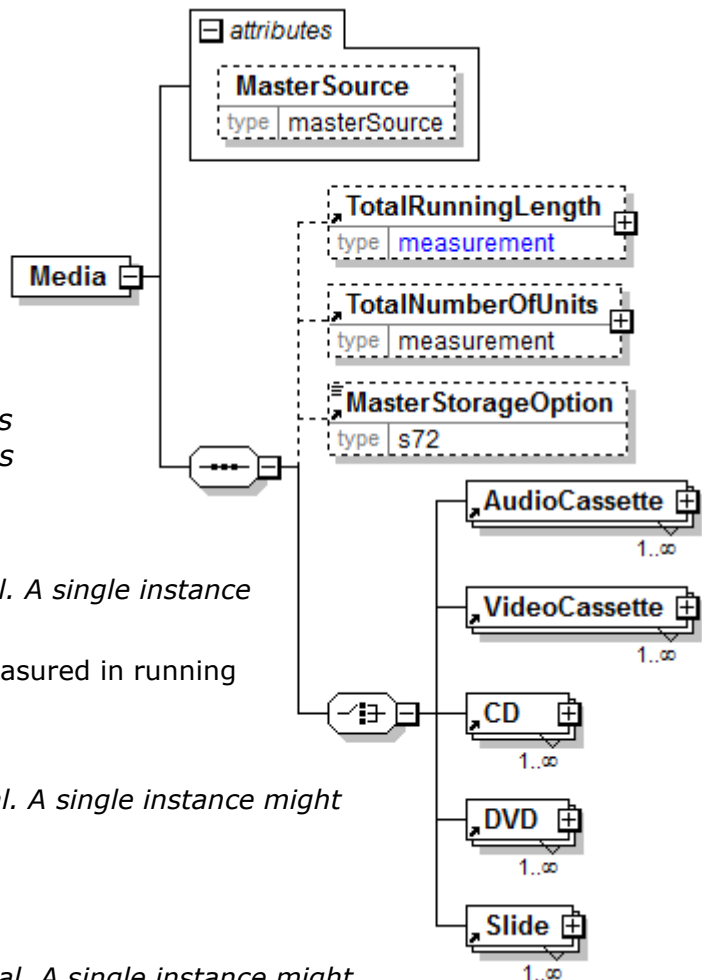 attributes
MasterSource
type masterSource
TotalRunningLength
type measurement
Media
TotalNumberOfUnits
type measurement
MasterStorageOption
type s72
s
s
AudioCassette
1..∞
l. A single instance
VideoCassette
1..∞
asured in running
CD
1..∞
al. A single instance might
DVD
1..∞
Slide
al. A single instance might
1..∞